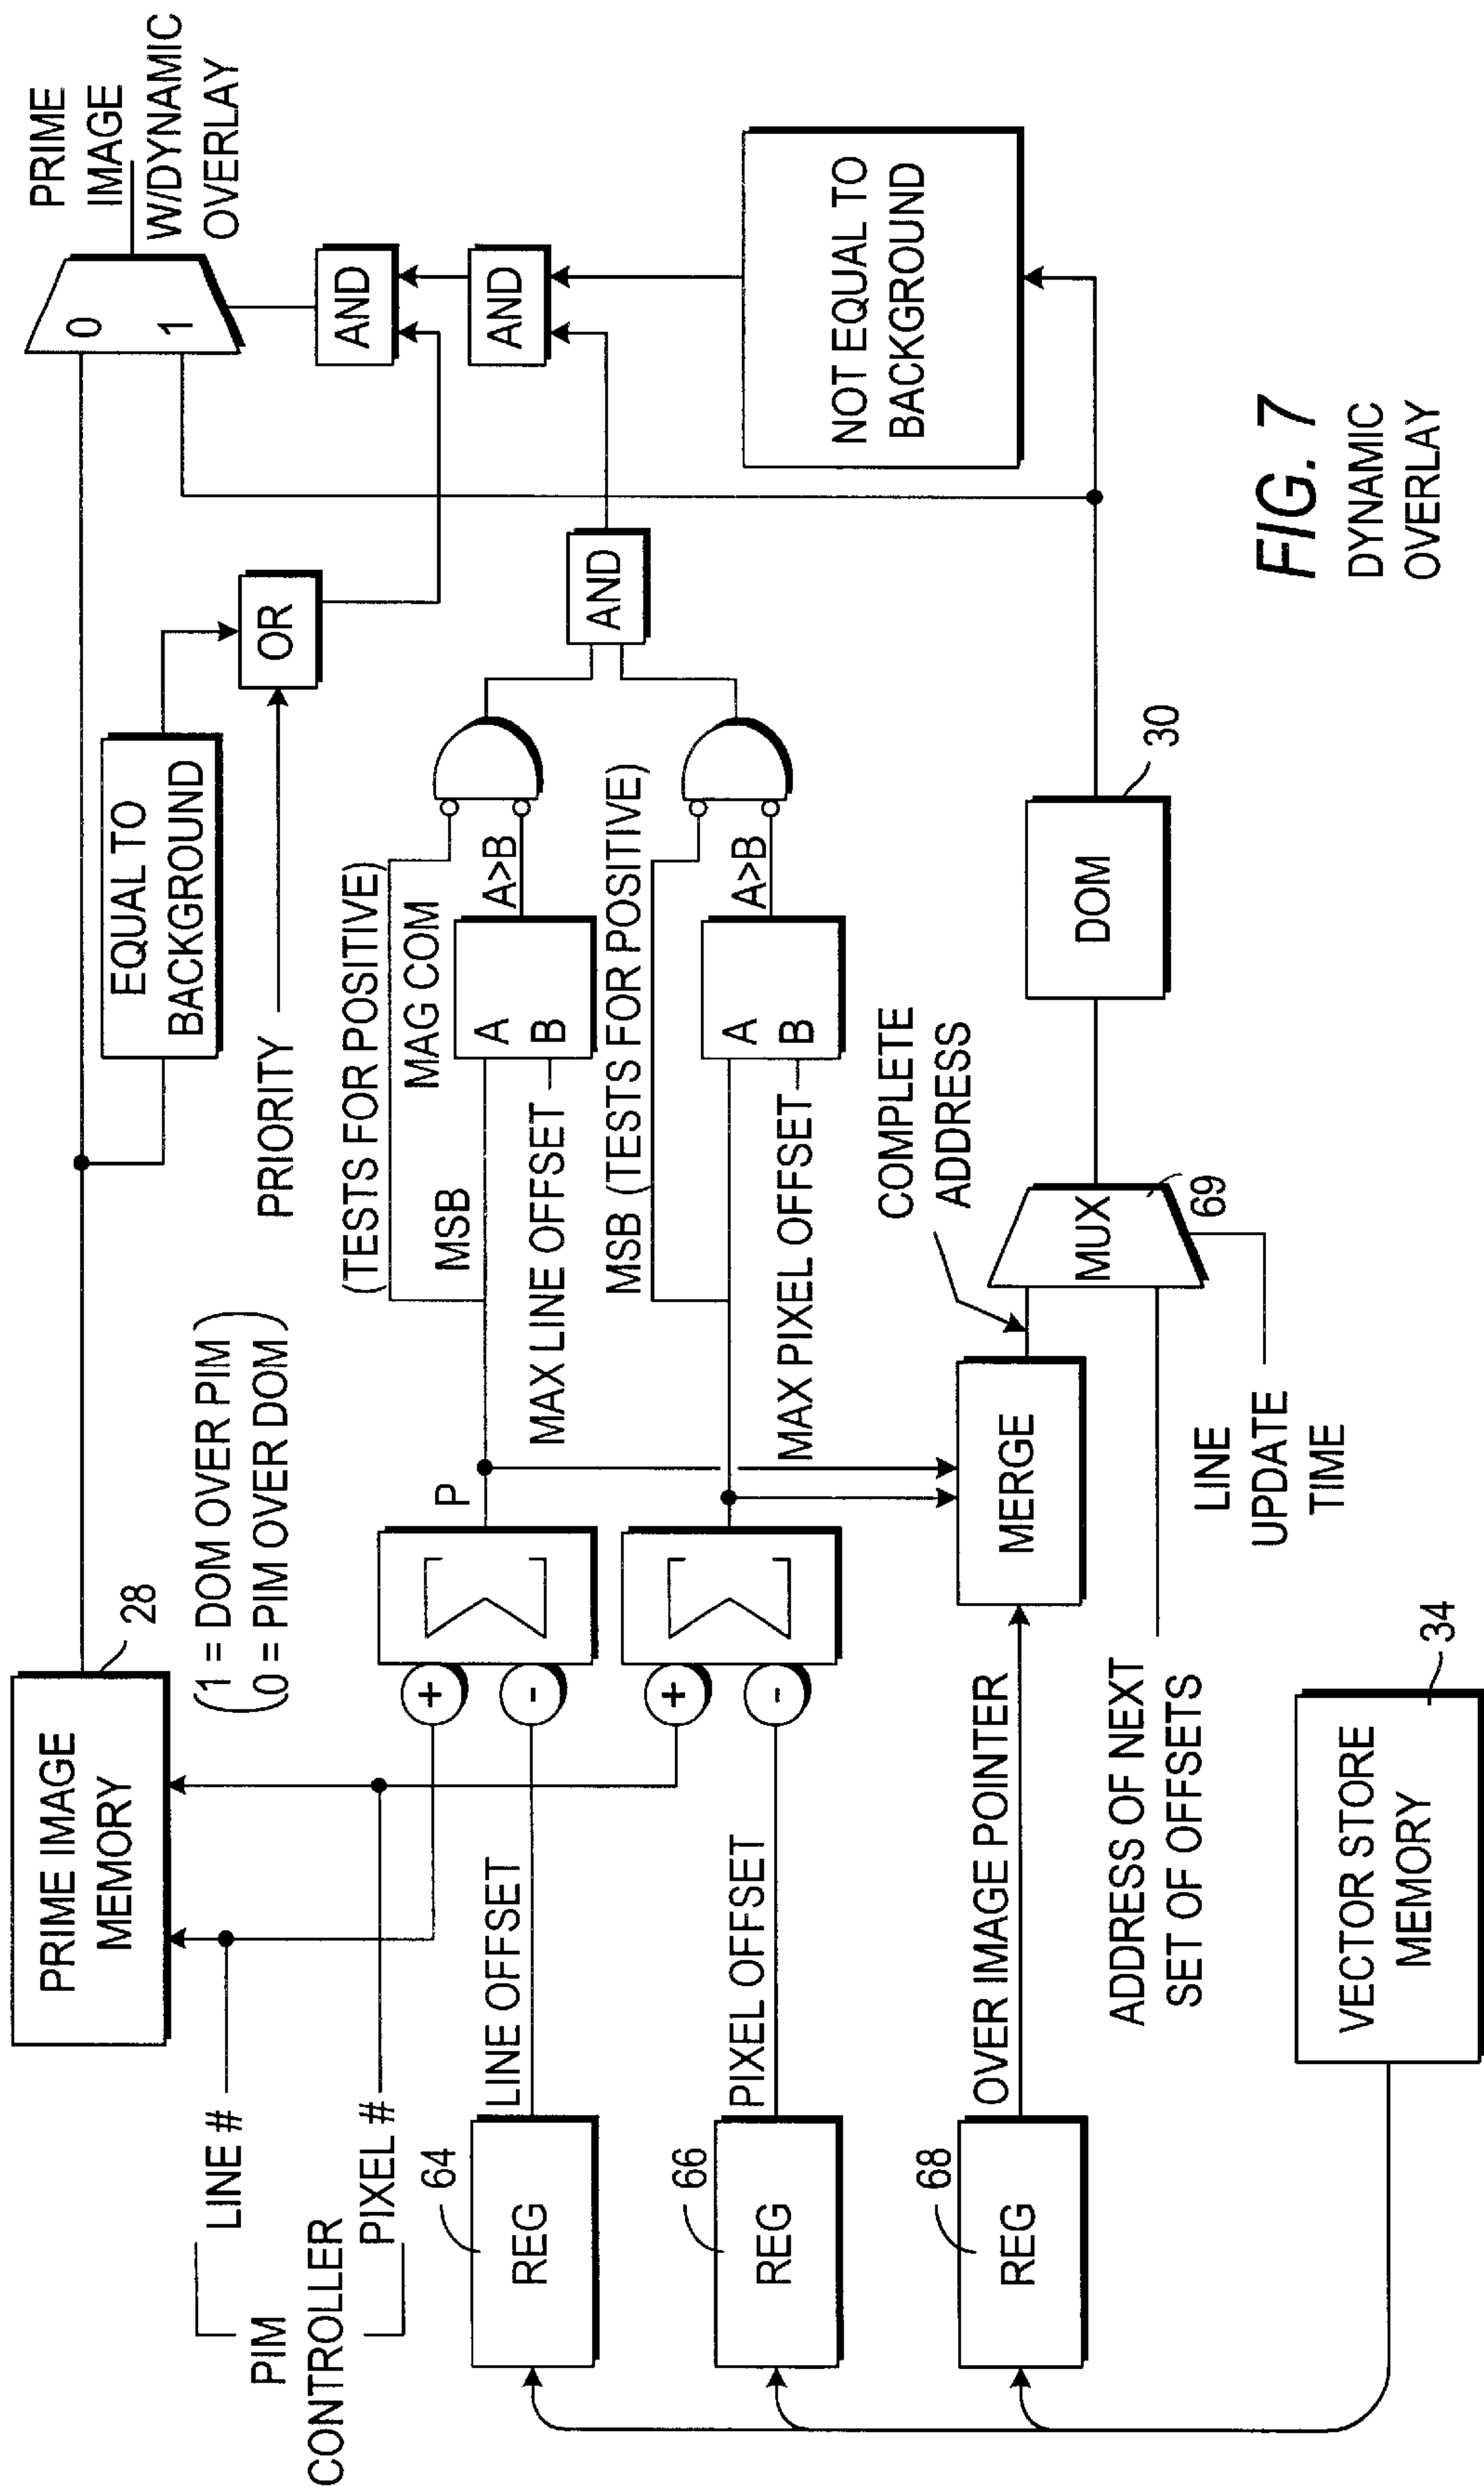 PRIME IMAGE
MEMORY
28
LINE #
PIM
CONTROLLER
PIXEL #
(1 = DOM OVER PIM)
(0 = PIM OVER DOM)
EQUAL TO
BACKGROUND
PRIORITY
OR
0
1
PRIME
IMAGE
W/DYNAMIC
OVERLAY
AND
AND
64
REG
LINE OFFSET
+
-
Σ
P
(TESTS FOR POSITIVE)
MSB
MAG COM
A
B
A>B
MAX LINE OFFSET
AND
66
REG
PIXEL OFFSET
+
-
Σ
MSB (TESTS FOR POSITIVE)
A
B
A>B
MAX PIXEL OFFSET
NOT EQUAL TO
BACKGROUND
68
REG
OVER IMAGE POINTER
MERGE
COMPLETE
ADDRESS
MUX
69
DOM
30
ADDRESS OF NEXT
SET OF OFFSETS
LINE
UPDATE
TIME
VECTOR STORE
MEMORY
34
FIG. 7
DYNAMIC
OVERLAY